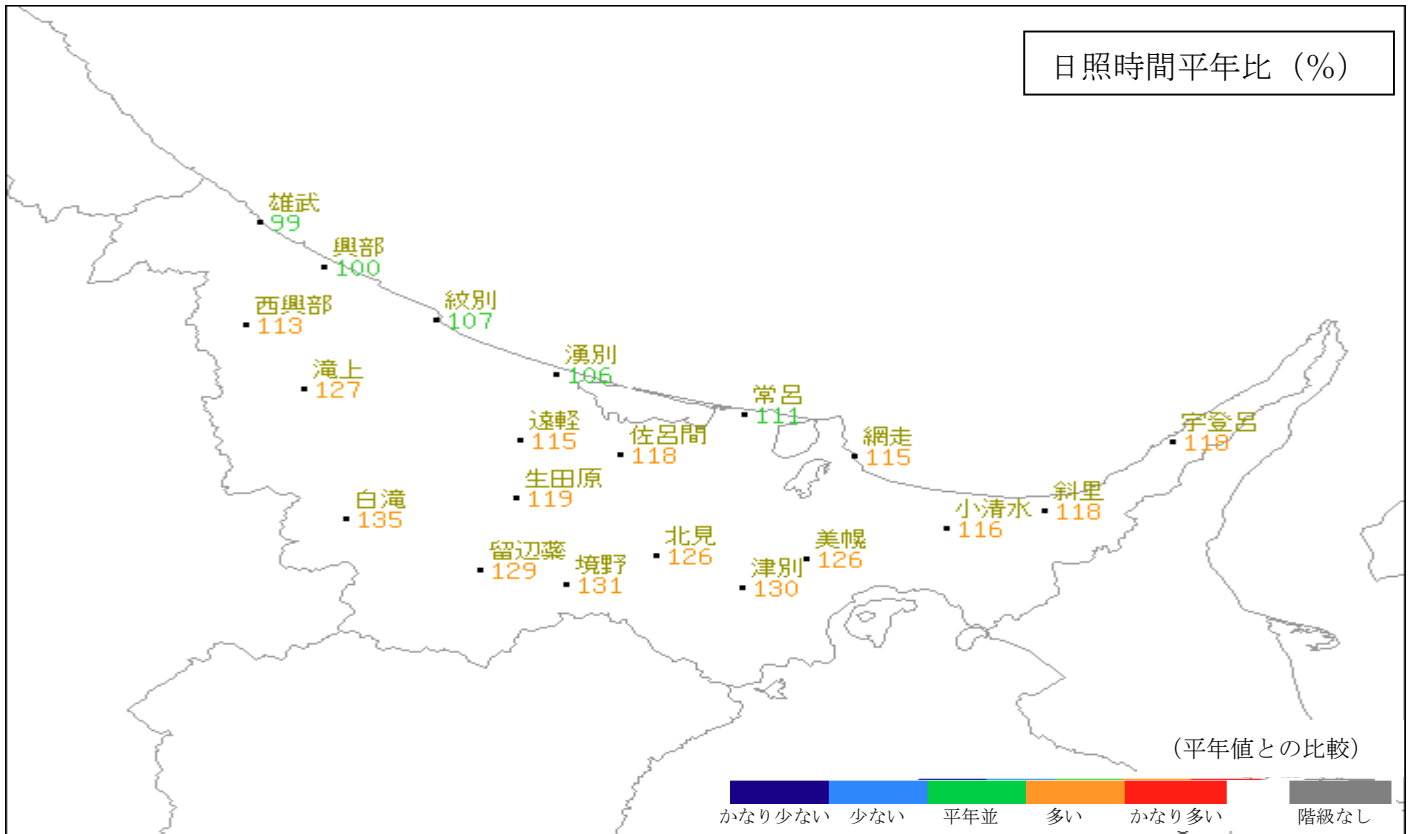 日照時間平年比（%）
雄武
99
興部
100
西興部
113
紋別
107
滝上
127
湧別
106
常呂
111
遠軽
115
佐呂間
118
網走
115
宇登呂
118
生田原
119
白滝
135
斜里
118
小清水
116
北見
126
美幌
126
留辺蘂
129
境野
131
津別
130
（平年値との比較）
かなり少ない 少ない 平年並 多い かなり多い 階級なし